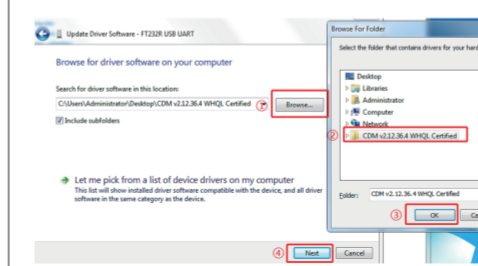 Update Driver Software - FT232R USB UART
Browse for driver software on your computer
Search for driver software in this location:
C:\Users\Administrator\Desktop\CDM v2.12.36.4 WHQL Certified
① Browse...
Include subfolders
Let me pick from a list of device drivers on my computer
This list will show installed driver software compatible with the device, and all driver
software in the same category as the device.
④ Next
Cancel
Browse For Folder
Select the folder that contains drivers for your hard
Desktop
Libraries
Administrator
Computer
Network
② CDM v2.12.36.4 WHQL Certified
Folder: CDM v2.12.36.4 WHQL Certified
③ OK
Ca